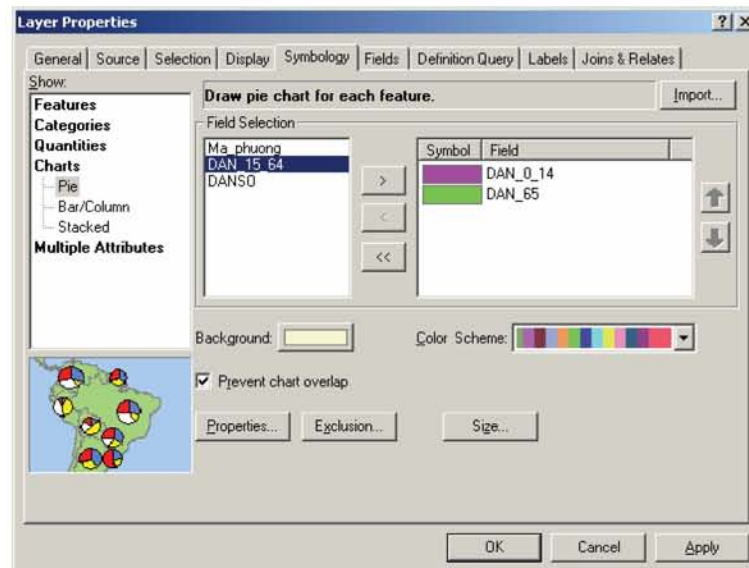 Layer Properties
General Source Selection Display Symbology Fields Definition Query Labels Joins & Relates
Show:
Features
Categories
Quantities
Charts
Pie
Bar/Column
Stacked
Multiple Attributes
Draw pie chart for each feature.
Import...
Field Selection
Ma_phuong
DAN_15_64
DANSO
>
<
<<
Symbol Field
DAN_0_14
DAN_65
Background:
Color Scheme:
Prevent chart overlap
Properties... Exclusion... Size...
OK Cancel Apply